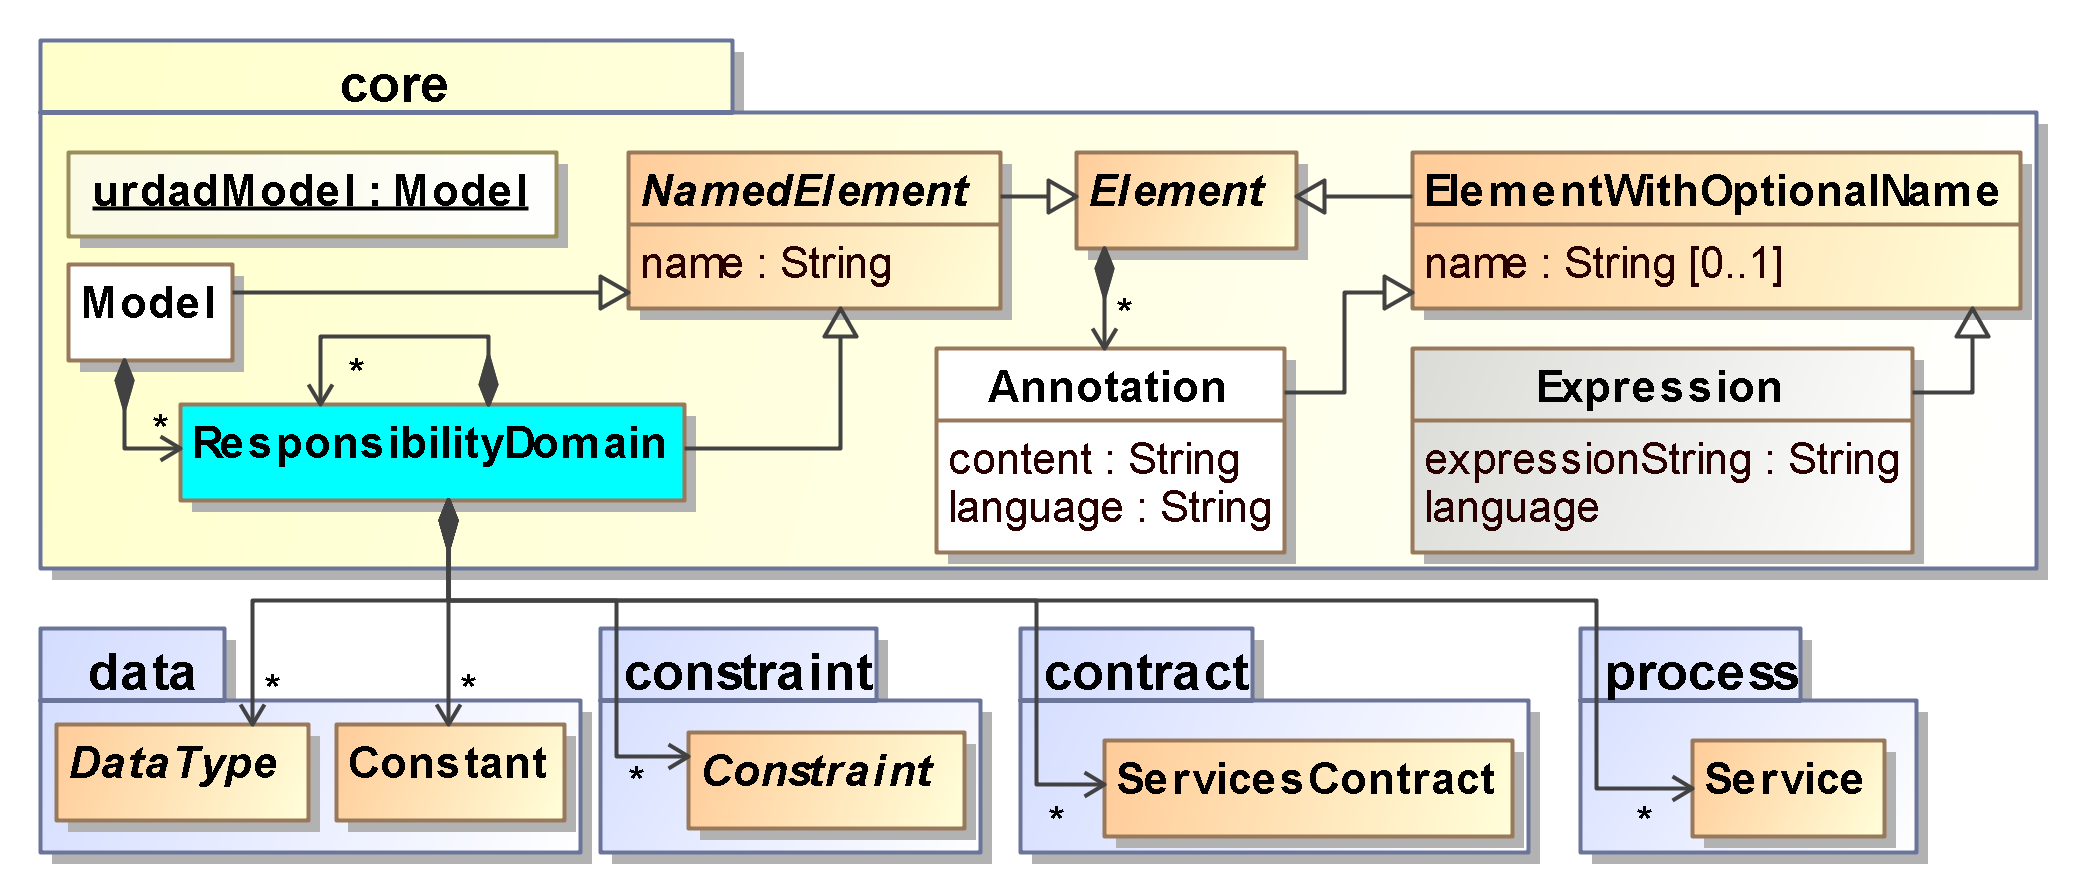 core
urdadModel : Model
NamedElement
name : String
Element
*
ElementWithOptionalName
name : String [0..1]
Model
*
*
ResponsibilityDomain
Annotation
content : String
language : String
Expression
expressionString : String
language
data
*
*
DataType
Constant
constraint
*
Constraint
contract
*
ServicesContract
process
*
Service